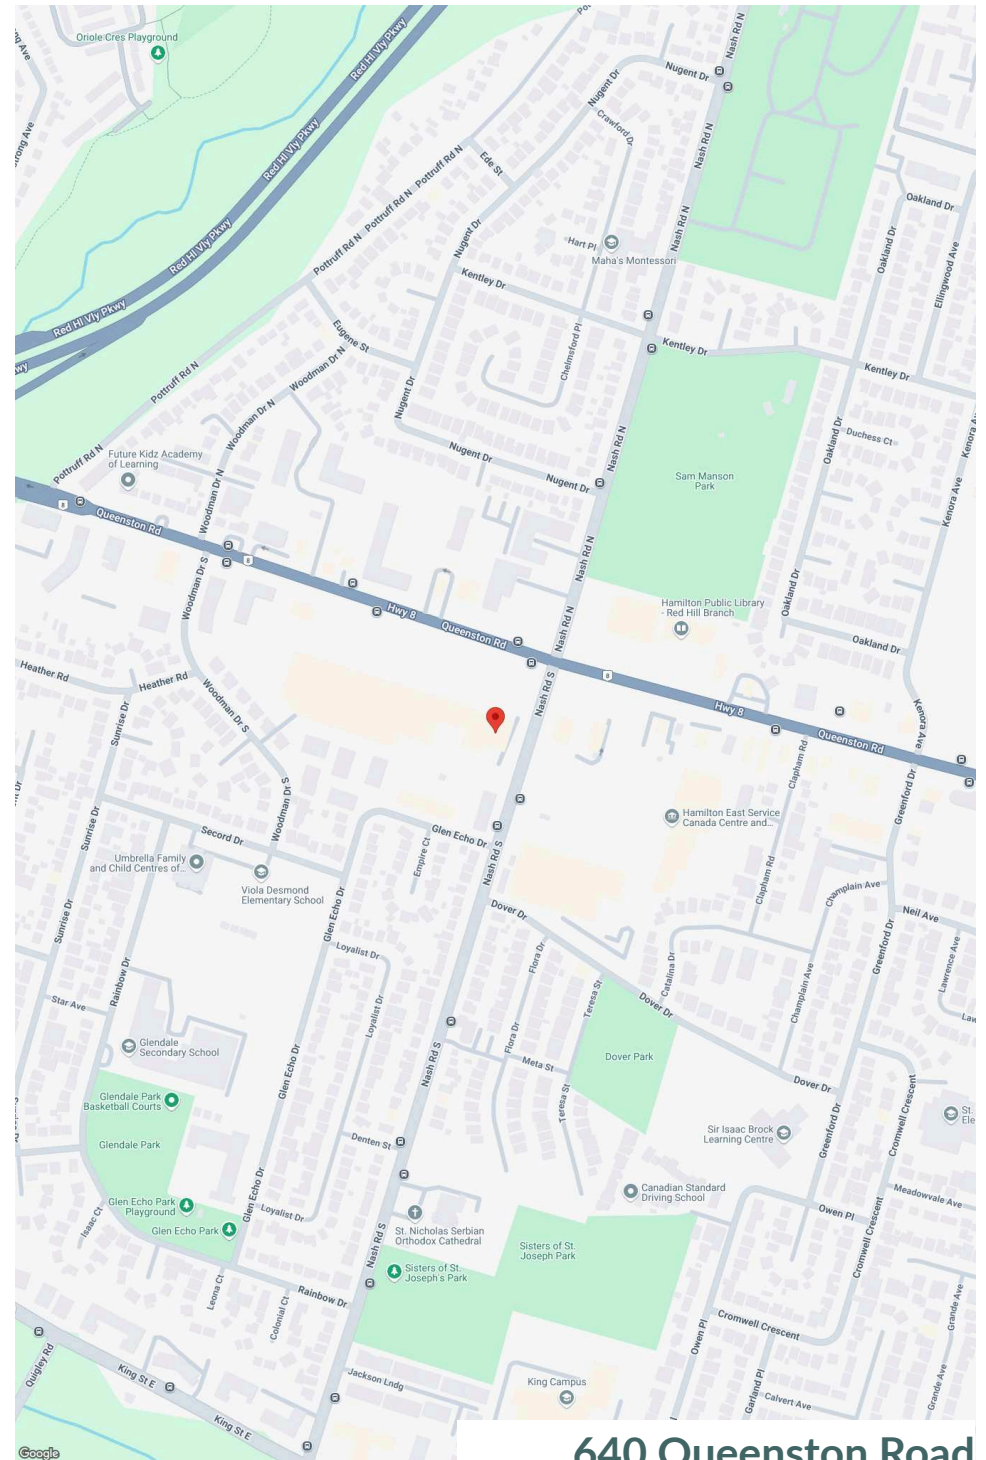 Oriole Cres Playground
Red Hl Vly Pkwy
Red Hl Vly Pkwy
Red Hl Vly Pkwy
Red Hl Vly Pkwy
Nash Rd N
Nugent Dr
Nugent Dr
Crawford Dr
Nash Rd N
Ede St
Pottruff Rd N
Pottruff Rd N
Pottruff Rd N
Oakland Dr
Oakland Dr
Ellingwood Ave
Nash Rd N
Hart Pl
Maha's Montessori
Nugent Dr
Kentley Dr
Kentley Dr
Kentley Dr
Eugene St
Chelmsford Pl
Woodman Dr N
Pottruff Rd N
Nugent Dr
Woodman Dr N
Oakland Dr
Duchess Ct
Kenora Ave
Nash Rd N
Nugent Dr
Nugent Dr
Future Kidz Academy
of Learning
Pottruff Rd N
Sam Manson
Park
Woodman Dr N
8
Queenston Rd
8
Nash Rd N
Woodman Dr S
Oakland Dr
Hamilton Public Library
- Red Hill Branch
Hwy 8
Queenston Rd
Nash Rd N
Oakland Dr
Heather Rd
Heather Rd
Woodman Dr S
Sunrise Dr
Nash Rd S
8
Hwy 8
Queenston Rd
Kenora Ave
Clapham Rd
Greenford Dr
Sunrise Dr
Woodman Dr S
Hamilton East Service
Canada Centre and...
Secord Dr
Glen Echo Dr
Empire Ct
Nash Rd S
Umbrella Family
and Child Centres of...
Viola Desmond
Elementary School
Clapham Rd
Champlain Ave
Neil Ave
Sunrise Dr
Glen Echo Dr
Dover Dr
Greenford Dr
Loyalist Dr
Flora Dr
Lawrence Ave
Rainbow Dr
Catalina Dr
Champlain Ave
Star Ave
Loyalist Dr
Teresa St
Dover Dr
Law
Glendale
Secondary School
Flora Dr
Nash Rd S
Meta St
Dover Park
Glen Echo Dr
Teresa St
Dover Dr
Glendale Park
Basketball Courts
Glendale Park
Denten St
Sir Isaac Brock
Learning Centre
Greenford Dr
Cromwell Crescent
St.
Ele
Canadian Standard
Driving School
Meadowvale Ave
Glen Echo Park
Playground
Glen Echo Dr
Loyalist Dr
Isaac Ct
Glen Echo Park
St. Nicholas Serbian
Orthodox Cathedral
Owen Pl
Cromwell Crescent
Nash Rd S
Sisters of St.
Joseph Park
Sisters of St.
Joseph's Park
Leona Ct
Colonial Ct
Rainbow Dr
Owen Pl
Cromwell Crescent
Grande Ave
Quigley Rd
King St E
Jackson Lndg
King Campus
Garland Pl
Calvert Ave
Grande Ave
King St E
Google
640 Queenston Road